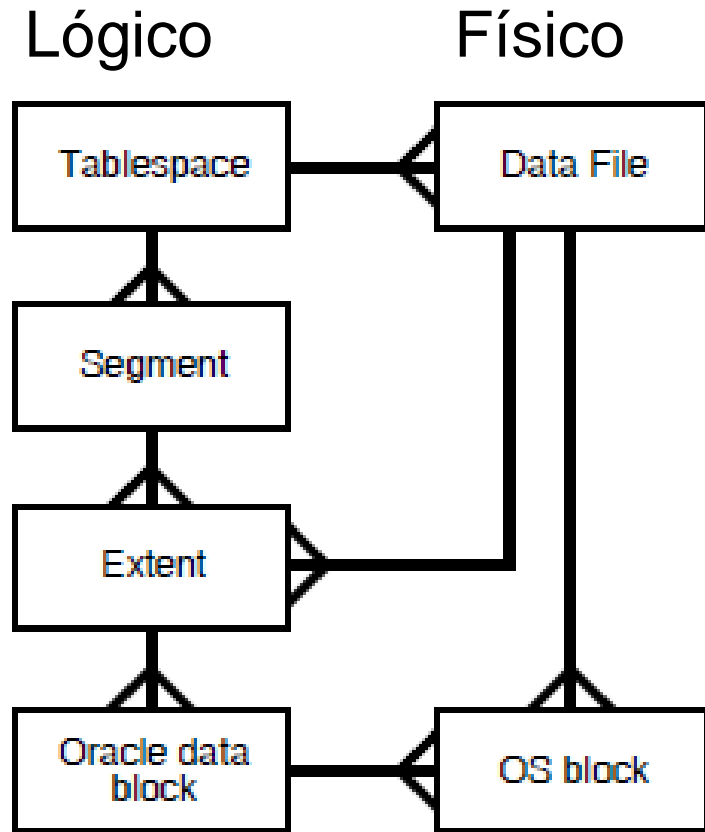 Lógico
Físico
Tablespace
Data File
Segment
Extent
Oracle data
block
OS block